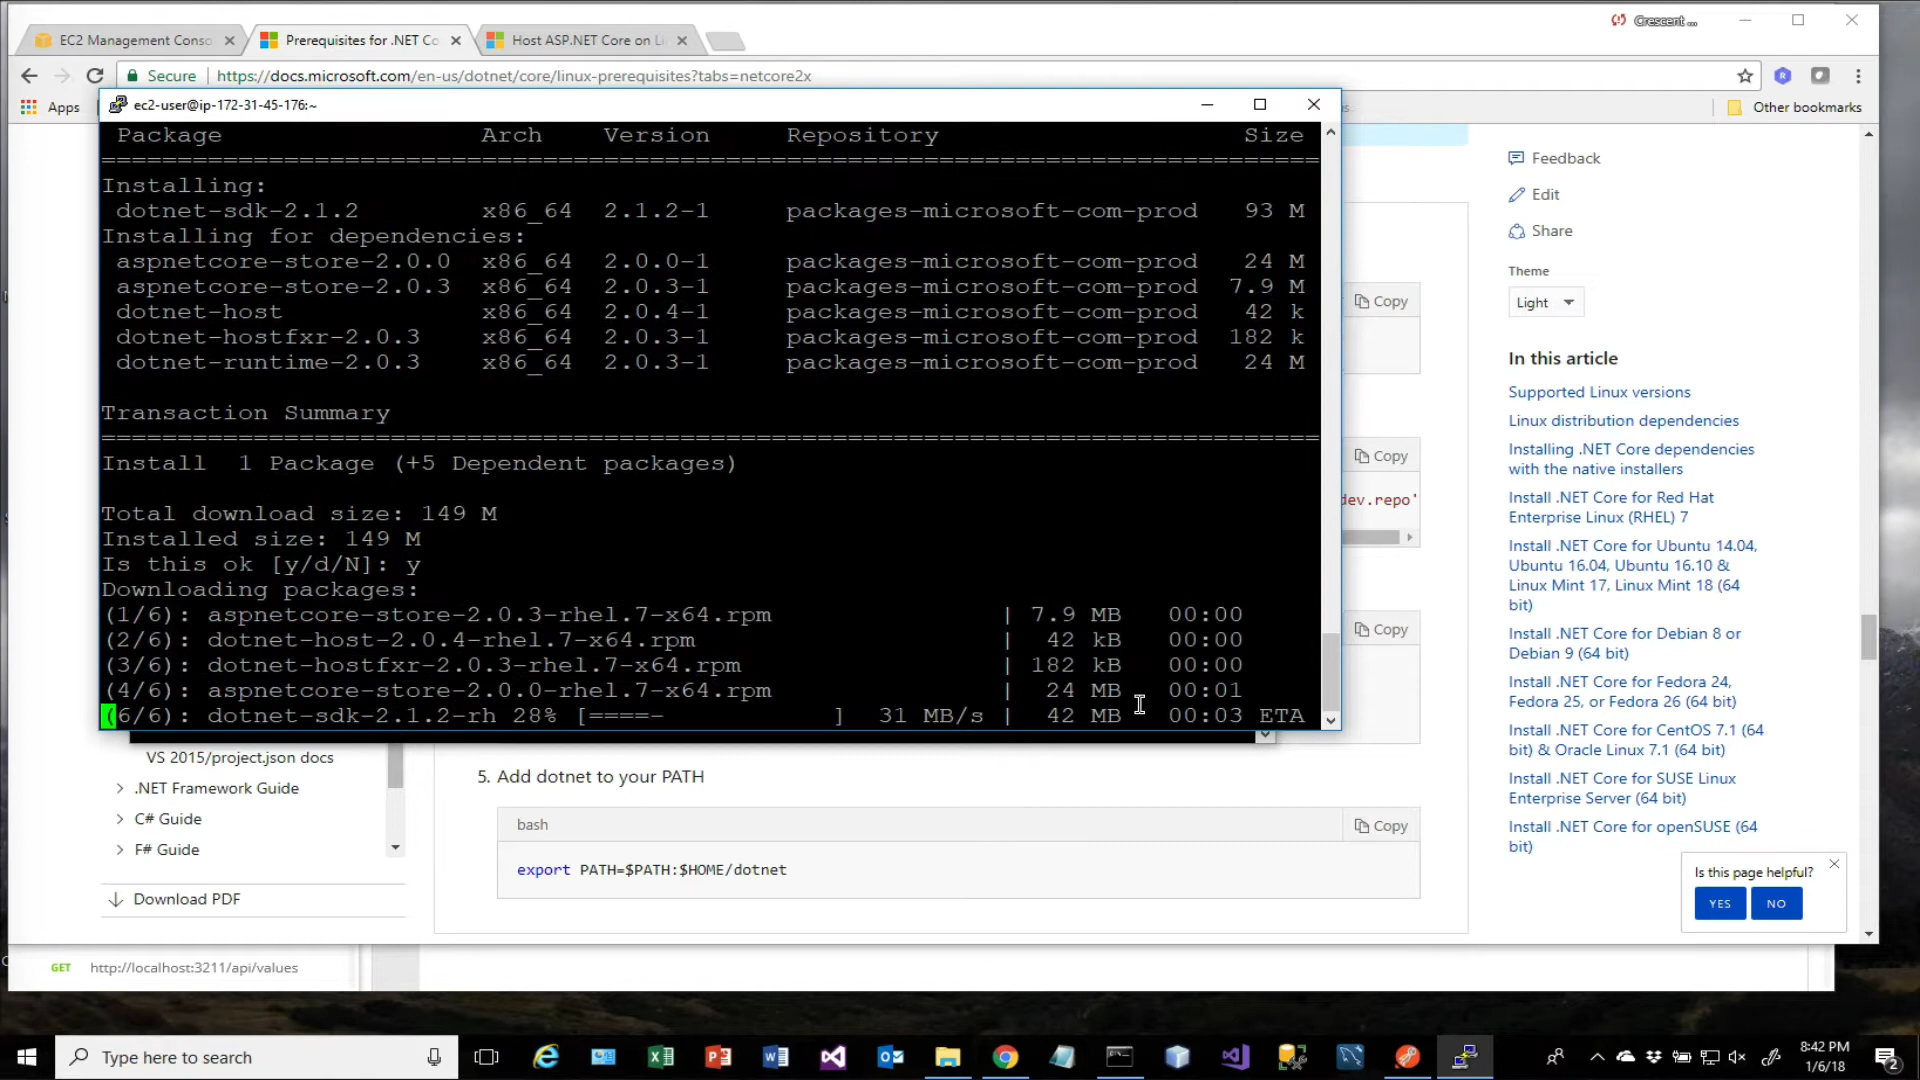 Crescent ...
EC2 Management Conso
Prerequisites for .NET Co
Host ASP.NET Core on Li
Secure
https://docs.microsoft.com/en-us/dotnet/core/linux-prerequisites?tabs=netcore2x
Apps
Other bookmarks
ec2-user@ip-172-31-45-176:~
Package Arch Version Repository Size
================================================================================
Installing:
dotnet-sdk-2.1.2 x86_64 2.1.2-1 packages-microsoft-com-prod 93 M
Installing for dependencies:
aspnetcore-store-2.0.0 x86_64 2.0.0-1 packages-microsoft-com-prod 24 M
aspnetcore-store-2.0.3 x86_64 2.0.3-1 packages-microsoft-com-prod 7.9 M
dotnet-host x86_64 2.0.4-1 packages-microsoft-com-prod 42 k
dotnet-hostfxr-2.0.3 x86_64 2.0.3-1 packages-microsoft-com-prod 182 k
dotnet-runtime-2.0.3 x86_64 2.0.3-1 packages-microsoft-com-prod 24 M
Transaction Summary
================================================================================
Install 1 Package (+5 Dependent packages)
Total download size: 149 M
Installed size: 149 M
Is this ok [y/d/N]: y
Downloading packages:
(1/6): aspnetcore-store-2.0.3-rhel.7-x64.rpm | 7.9 MB 00:00
(2/6): dotnet-host-2.0.4-rhel.7-x64.rpm | 42 kB 00:00
(3/6): dotnet-hostfxr-2.0.3-rhel.7-x64.rpm | 182 kB 00:00
(4/6): aspnetcore-store-2.0.0-rhel.7-x64.rpm | 24 MB 00:01
(6/6): dotnet-sdk-2.1.2-rh 28% [====- ] 31 MB/s | 42 MB 00:03 ETA
Copy
Copy
dev.repo'
Copy
VS 2015/project.json docs
.NET Framework Guide
C# Guide
F# Guide
Download PDF
5. Add dotnet to your PATH
bash
Copy
export PATH=$PATH:$HOME/dotnet
Feedback
Edit
Share
Theme
Light
In this article
Supported Linux versions
Linux distribution dependencies
Installing .NET Core dependencies
with the native installers
Install .NET Core for Red Hat
Enterprise Linux (RHEL) 7
Install .NET Core for Ubuntu 14.04,
Ubuntu 16.04, Ubuntu 16.10 &
Linux Mint 17, Linux Mint 18 (64
bit)
Install .NET Core for Debian 8 or
Debian 9 (64 bit)
Install .NET Core for Fedora 24,
Fedora 25, or Fedora 26 (64 bit)
Install .NET Core for CentOS 7.1 (64
bit) & Oracle Linux 7.1 (64 bit)
Install .NET Core for SUSE Linux
Enterprise Server (64 bit)
Install .NET Core for openSUSE (64
bit)
Is this page helpful?
YES
NO
GET http://localhost:3211/api/values
Type here to search
8:42 PM
1/6/18
2